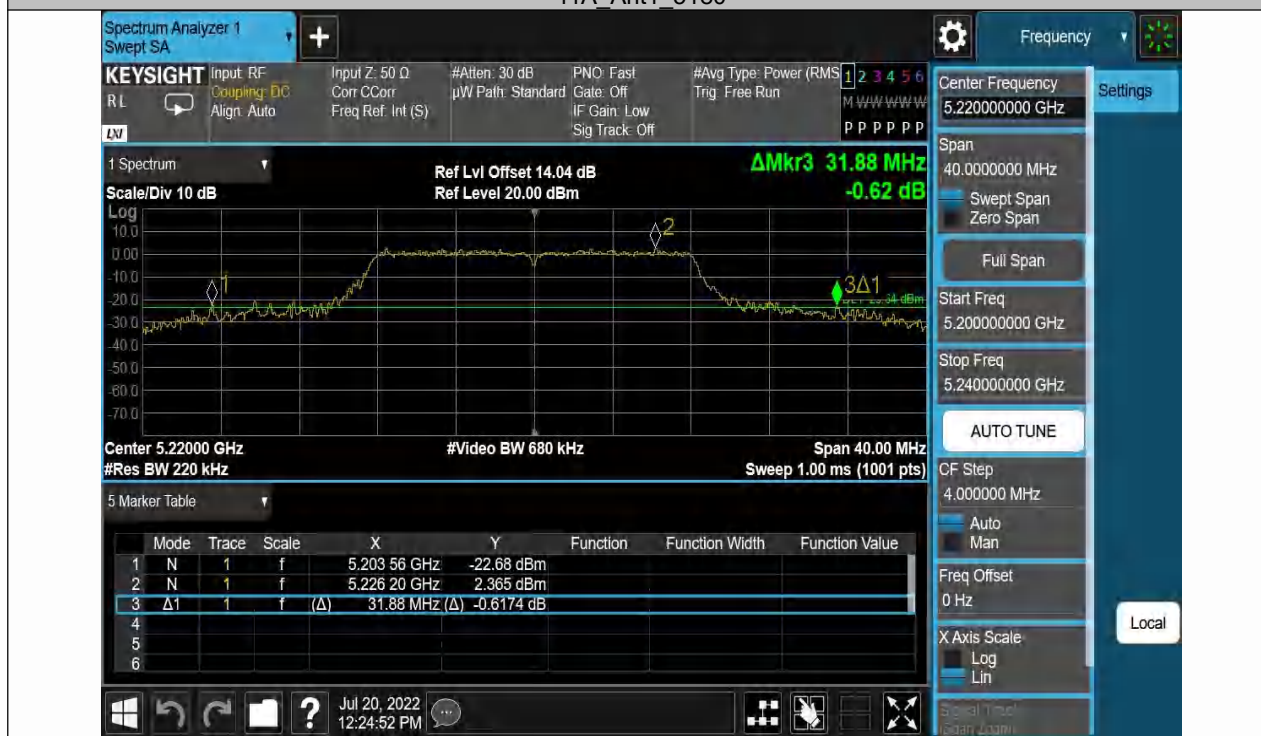 Spectrum Analyzer 1
Swept SA
+
Frequency
KEYSIGHT
RL
LXI
Input: RF
Coupling: DC
Align: Auto
Input Z: 50 Ω
Corr CCorr
Freq Ref: Int (S)
#Atten: 30 dB
µW Path: Standard
PNO: Fast
Gate: Off
IF Gain: Low
Sig Track: Off
#Avg Type: Power (RMS
Trig: Free Run
1 2 3 4 5 6
M W W W W W
P P P P P P
Center Frequency
5.220000000 GHz
Settings
Span
40.0000000 MHz
Swept Span
Zero Span
Full Span
Start Freq
5.200000000 GHz
Stop Freq
5.240000000 GHz
AUTO TUNE
CF Step
4.000000 MHz
Auto
Man
Freq Offset
0 Hz
X Axis Scale
Log
Lin
Local
1 Spectrum
Scale/Div 10 dB
Ref Lvl Offset 14.04 dB
Ref Level 20.00 dBm
ΔMkr3 31.88 MHz
-0.62 dB
Log
10.0
0.00
-10.0
-20.0
-30.0
-40.0
-50.0
-60.0
-70.0
1
2
3Δ1
Center 5.22000 GHz
#Video BW 680 kHz
Span 40.00 MHz
#Res BW 220 kHz
Sweep 1.00 ms (1001 pts)
5 Marker Table
Mode Trace Scale X Y Function Function Width Function Value
1 N 1 f 5.203 56 GHz -22.68 dBm
2 N 1 f 5.226 20 GHz 2.365 dBm
3 Δ1 1 f (Δ) 31.88 MHz (Δ) -0.6174 dB
4
5
6
?
Jul 20, 2022
12:24:52 PM